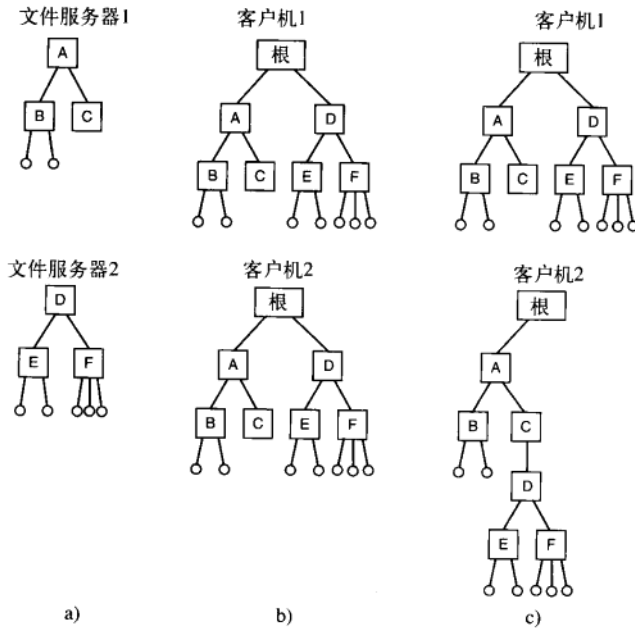 文件服务器1
客户机1
客户机1
A
根
根
B C
A D
A D
B C E F
B C E F
文件服务器2
客户机2
客户机2
D
根
根
E F
A D
A
B C E F
B C
D
E F
a)
b)
c)